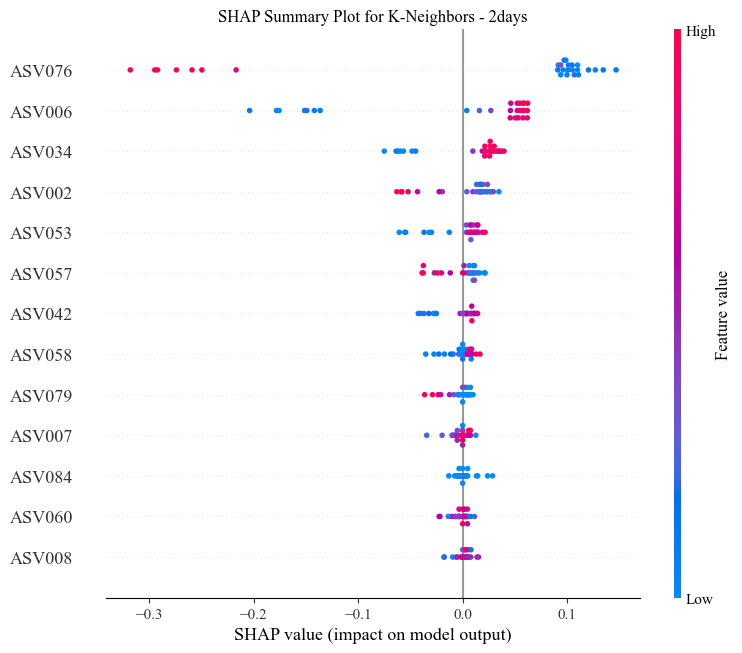 SHAP Summary Plot for K-Neighbors - 2days
High
ASV076
ASV006
ASV034
ASV002
ASV053
ASV057
ASV042
ASV058
ASV079
ASV007
ASV084
ASV060
ASV008
Feature value
Low
−0.3 −0.2 −0.1 0.0 0.1
SHAP value (impact on model output)